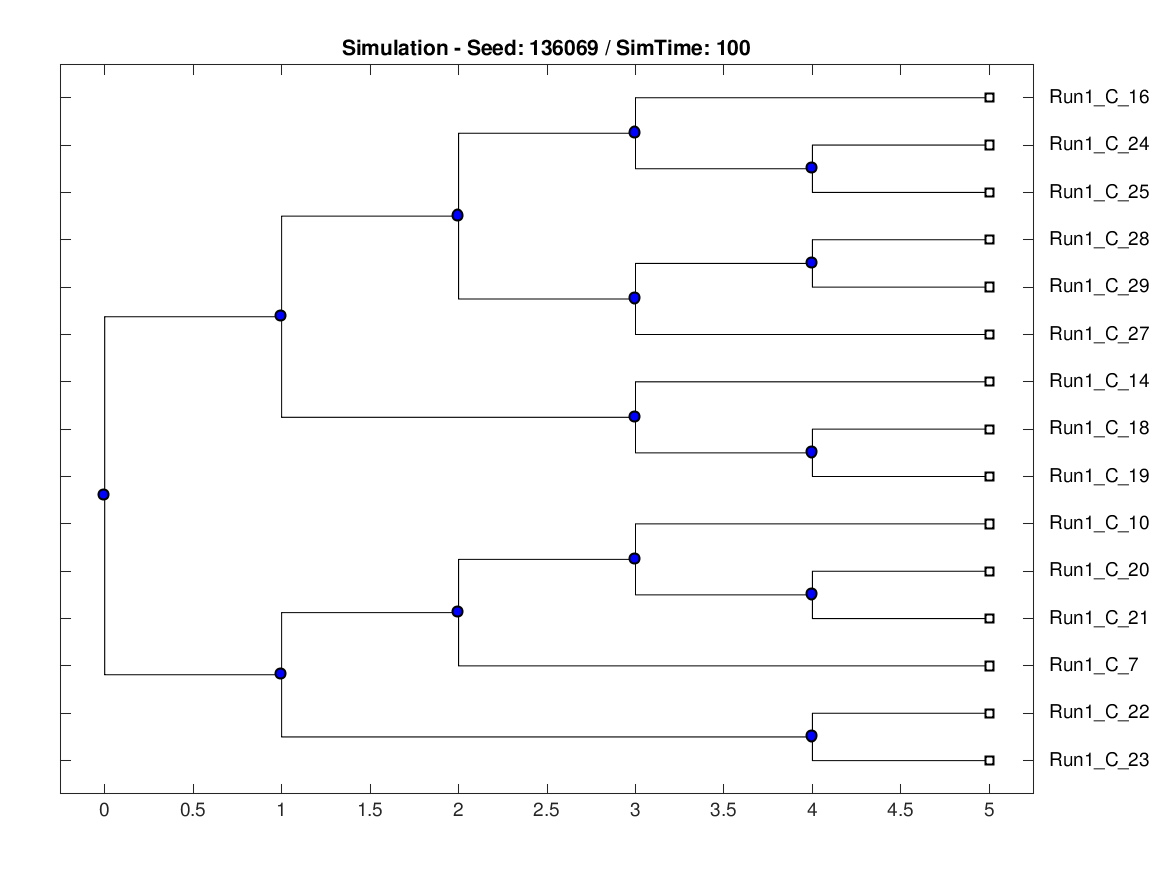 Simulation - Seed: 136069 / SimTime: 100
Run1_C_16
Run1_C_24
Run1_C_25
Run1_C_28
Run1_C_29
Run1_C_27
Run1_C_14
Run1_C_18
Run1_C_19
Run1_C_10
Run1_C_20
Run1_C_21
Run1_C_7
Run1_C_22
Run1_C_23
0 0.5 1 1.5 2 2.5 3 3.5 4 4.5 5